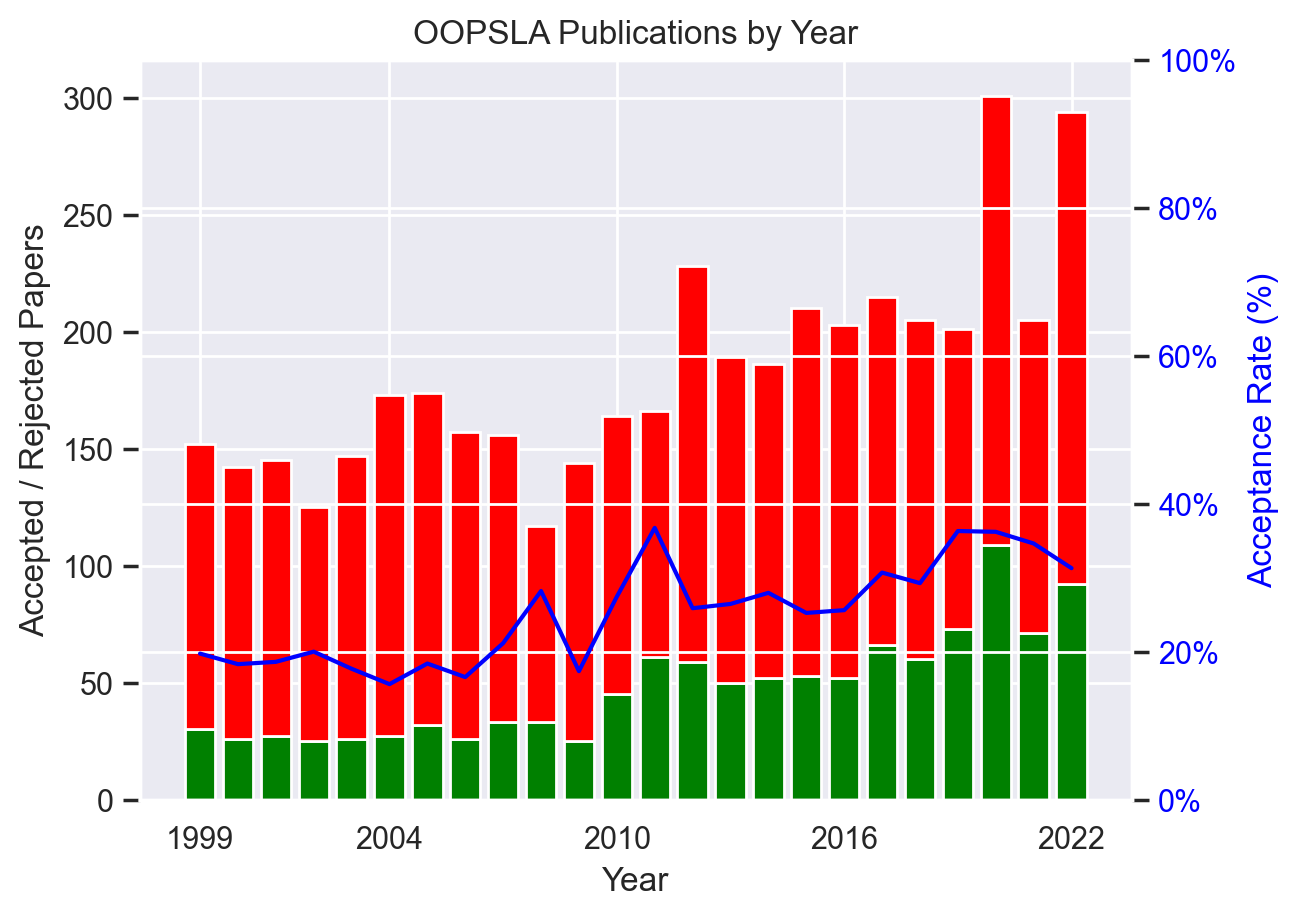 OOPSLA Publications by Year
Accepted / Rejected Papers
300
250
200
150
100
50
0
100%
80%
60%
40%
20%
0%
Acceptance Rate (%)
1999 2004 2010 2016 2022
Year